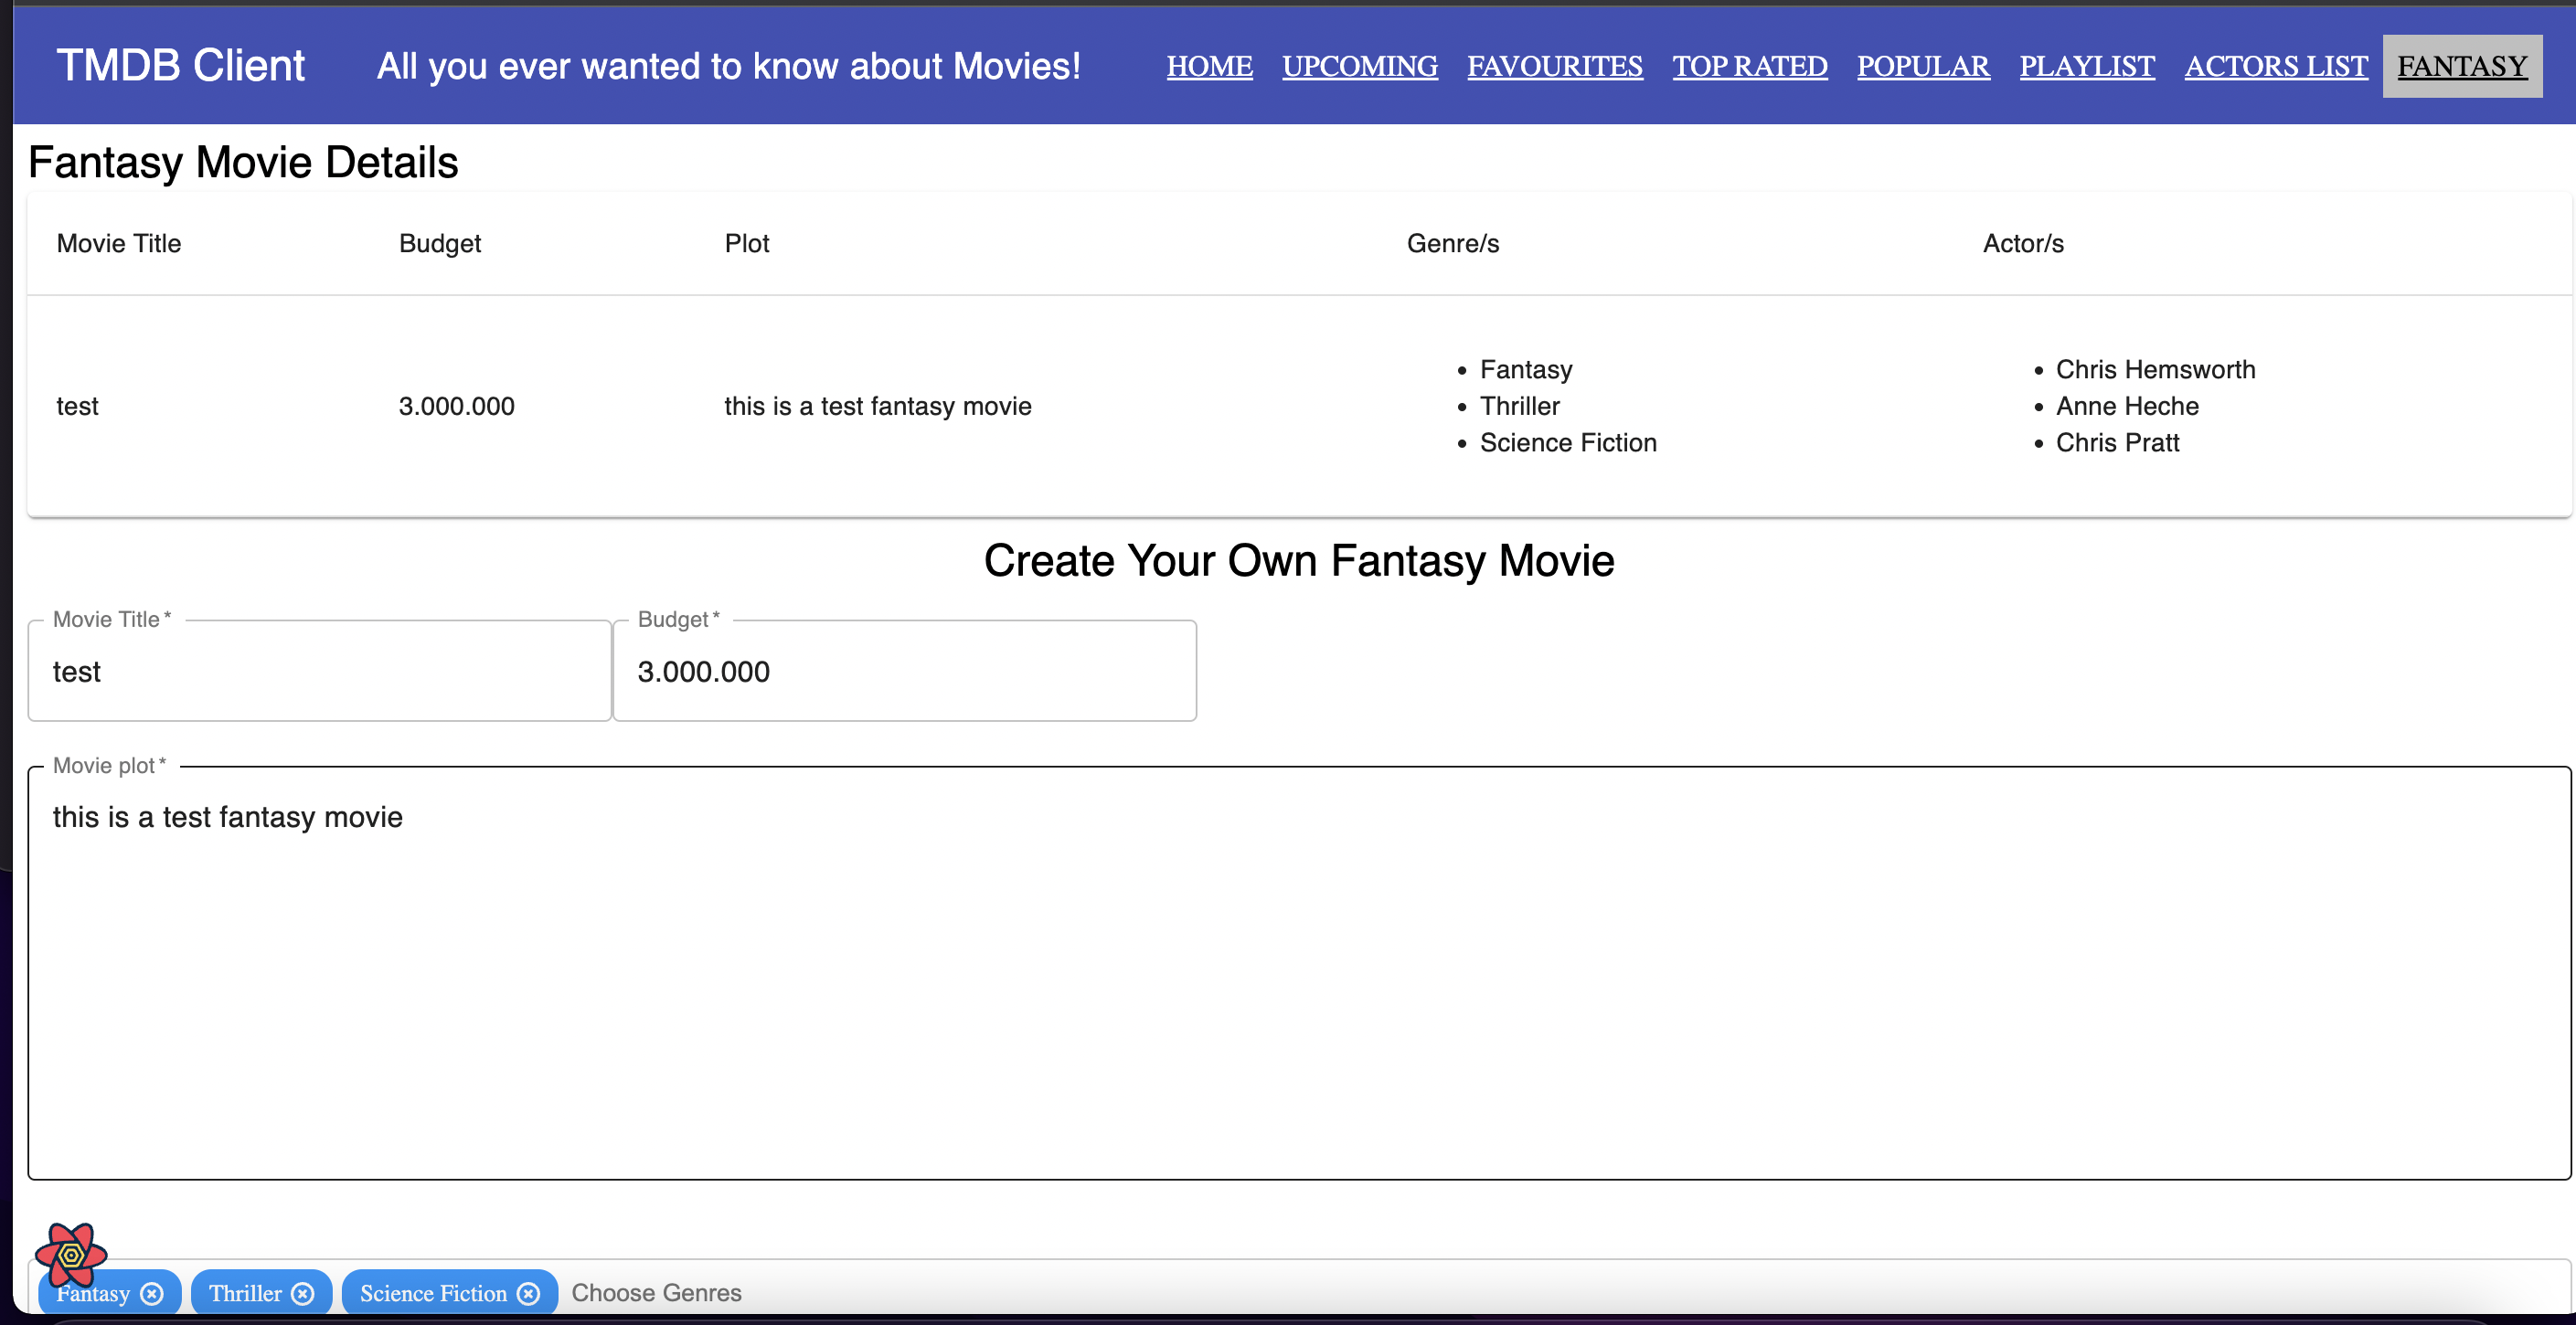 TMDB Client All you ever wanted to know about Movies! HOME UPCOMING FAVOURITES TOP RATED POPULAR PLAYLIST ACTORS LIST FANTASY
Fantasy Movie Details
Movie Title Budget Plot Genre/s Actor/s
• Fantasy • Chris Hemsworth
test 3.000.000 this is a test fantasy movie • Thriller • Anne Heche
• Science Fiction • Chris Pratt
Create Your Own Fantasy Movie
Movie Title * Budget *
test 3.000.000
Movie plot *
this is a test fantasy movie
Fantasy Thriller Science Fiction Choose Genres